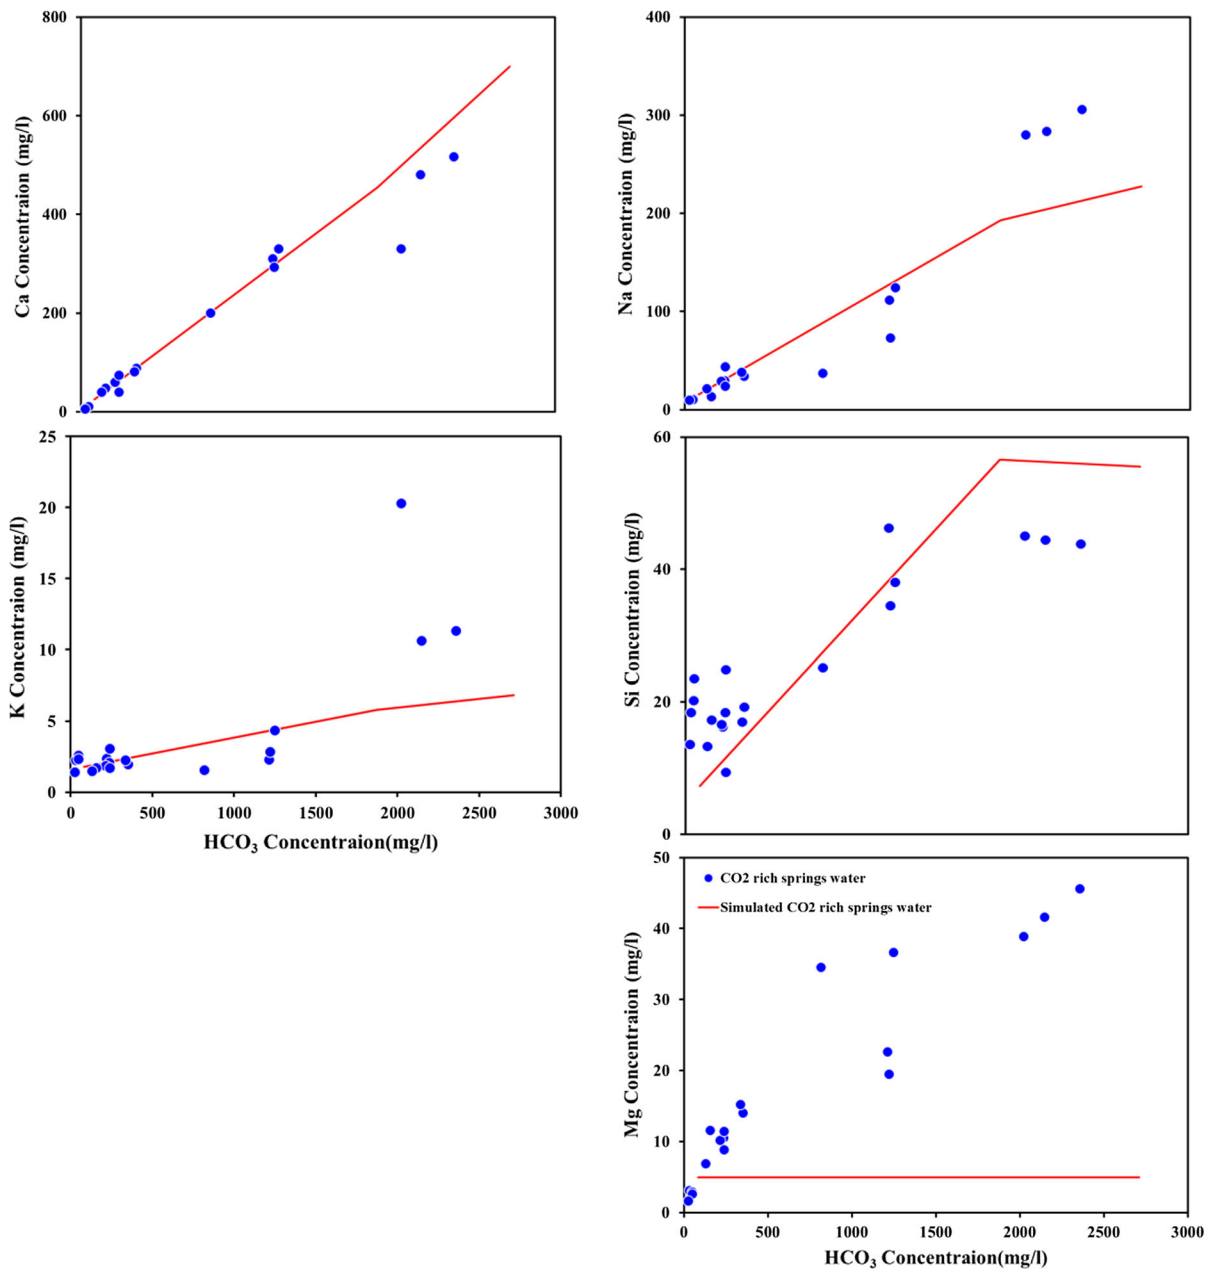 800
600
400
200
0
Ca Concentraion (mg/l)
400
300
200
100
0
Na Concentraion (mg/l)
25
20
15
10
5
0
K Concentraion (mg/l)
0 500 1000 1500 2000 2500 3000
HCO3 Concentraion(mg/l)
60
40
20
0
Si Concentraion (mg/l)
50
40
30
20
10
0
Mg Concentraion (mg/l)
CO2 rich springs water
Simulated CO2 rich springs water
0 500 1000 1500 2000 2500 3000
HCO3 Concentraion(mg/l)